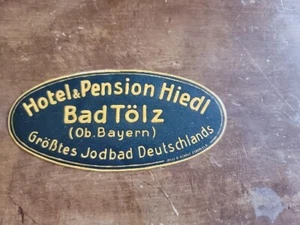 Hotel & Pension Hiedl
Bad Tölz
(Ob. Bayern)
Größtes Jodbad Deutschlands